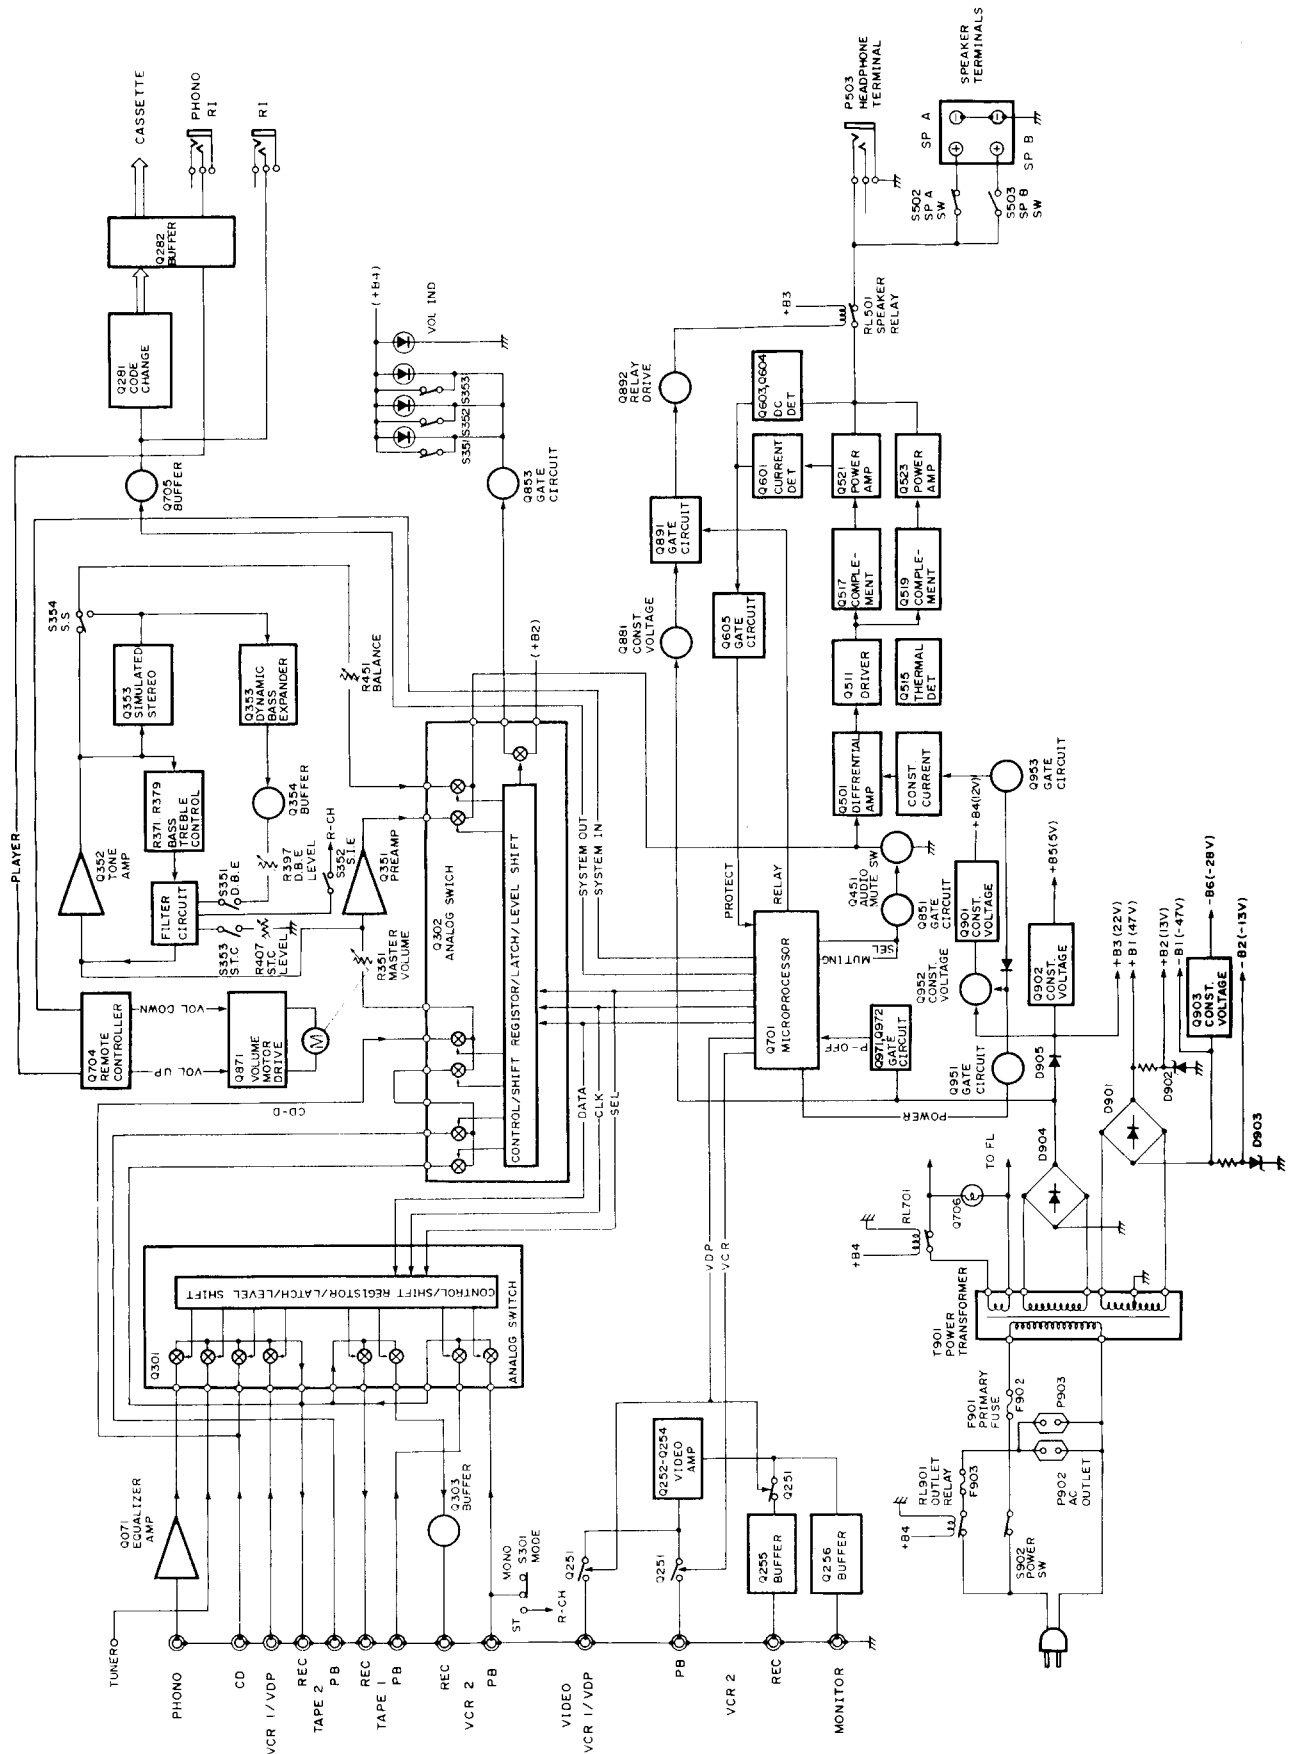 TUNERO
PHONO
CD
VCR 1/VDP
REC
TAPE 2
PB
REC
TAPE 1
PB
REC
VCR 2
PB
VIDEO
VCR 1/VDP
PB
VCR 2
REC
MONITOR
Q071
EQUALIZER
AMP
Q303 BUFFER
MONO
S301
MODE
ST
R-CH
Q251
Q251
Q251
Q252-Q254
VIDEO
AMP
Q255
BUFFER
Q256
BUFFER
VDP
VCR
Q301
CONTROL/SHIFT REGISTOR/LATCH/LEVEL SHIFT
ANALOG SWITCH
PLAYER
Q704
REMOTE
CONTROLLER
VOL UP
VOL DOWN
Q871
VOLUME
MOTOR
DRIVE
M
CD-D
Q352
TONE
AMP
R371, R379
BASS
TREBLE
CONTROL
FILTER
CIRCUIT
S351
D.B.E
S353
S.T.C
R407
S.T.C
LEVEL
R397
D.B.E
LEVEL
S352
S.I.E
R-CH
Q354
BUFFER
Q353
SIMULATED
STEREO
Q353
DYNAMIC
BASS
EXPANDER
S354
S.S
Q351
PREAMP
R351
MASTER
VOLUME
R451
BALANCE
Q302
ANALOG SWICH
CONTROL/SHIFT REGISTOR/LATCH/LEVEL SHIFT
(+B2)
DATA
CLK
SEL
SYSTEM OUT
SYSTEM IN
Q705
BUFFER
Q281
CODE
CHANGE
Q282
BUFFER
CASSETTE
PHONO
RI
RI
(+B4)
VOL IND
S351
S352
S353
Q853
GATE
CIRCUIT
Q701
MICROPROCESSOR
PROTECT
RELAY
MUTING
SEL
POWER
P-OFF
Q971, Q972
GATE
CIRCUIT
Q881
CONST.
VOLTAGE
Q891
GATE
CIRCUIT
Q892
RELAY
DRIVE
Q605
GATE
CIRCUIT
Q601
CURRENT
DET
Q603, Q604
DC
DET
+B3
RL501
SPEAKER
RELAY
Q451
AUDIO
MUTE SW
Q501
DIFFRENTIAL
AMP
CONST.
CURRENT
Q511
DRIVER
Q515
THERMAL
DET
Q517
COMPLE-
MENT
Q519
COMPLE-
MENT
Q521
POWER
AMP
Q523
POWER
AMP
P503
HEADPHONE
TERMINAL
S502
SP A
SW
S503
SP B
SW
SP A
SP B
SPEAKER
TERMINALS
Q851
GATE
CIRCUIT
Q901
CONST.
VOLTAGE
+B4(12V)
Q953
GATE
CIRCUIT
Q952
CONST.
VOLTAGE
Q951
GATE
CIRCUIT
Q902
CONST.
VOLTAGE
+B5(5V)
D905
D904
+B3(22V)
+B1(47V)
+B2(13V)
-B1(-47V)
D901
D902
Q903
CONST.
VOLTAGE
-B6(-28V)
-B2(-13V)
D903
TO FL
Q706
RL701
+B4
T901
POWER
TRANSFORMER
F901
PRIMARY
FUSE
F902
P903
P902
AC
OUTLET
RL901
OUTLET
RELAY
F903
+B4
S902
POWER
SW